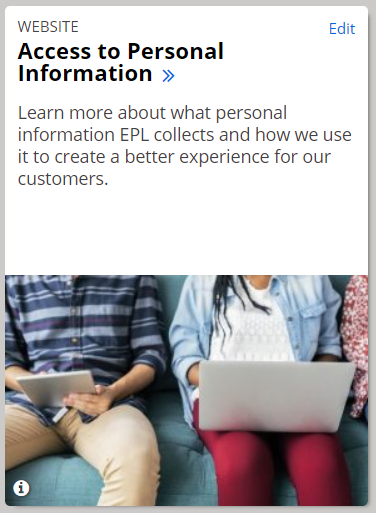 WEBSITE
Edit
Access to Personal
Information »
Learn more about what personal
information EPL collects and how we use
it to create a better experience for our
customers.